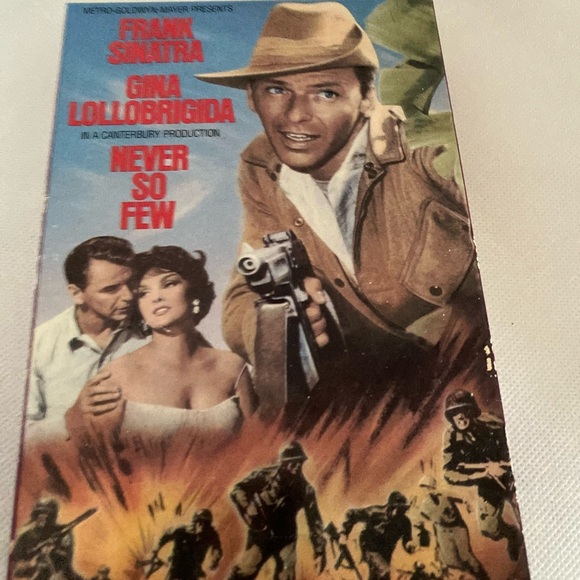 METRO-GOLDWYN-MAYER PRESENTS
FRANK
SINATRA
GINA
LOLLOBRIGIDA
IN A CANTERBURY PRODUCTION
NEVER
SO
FEW